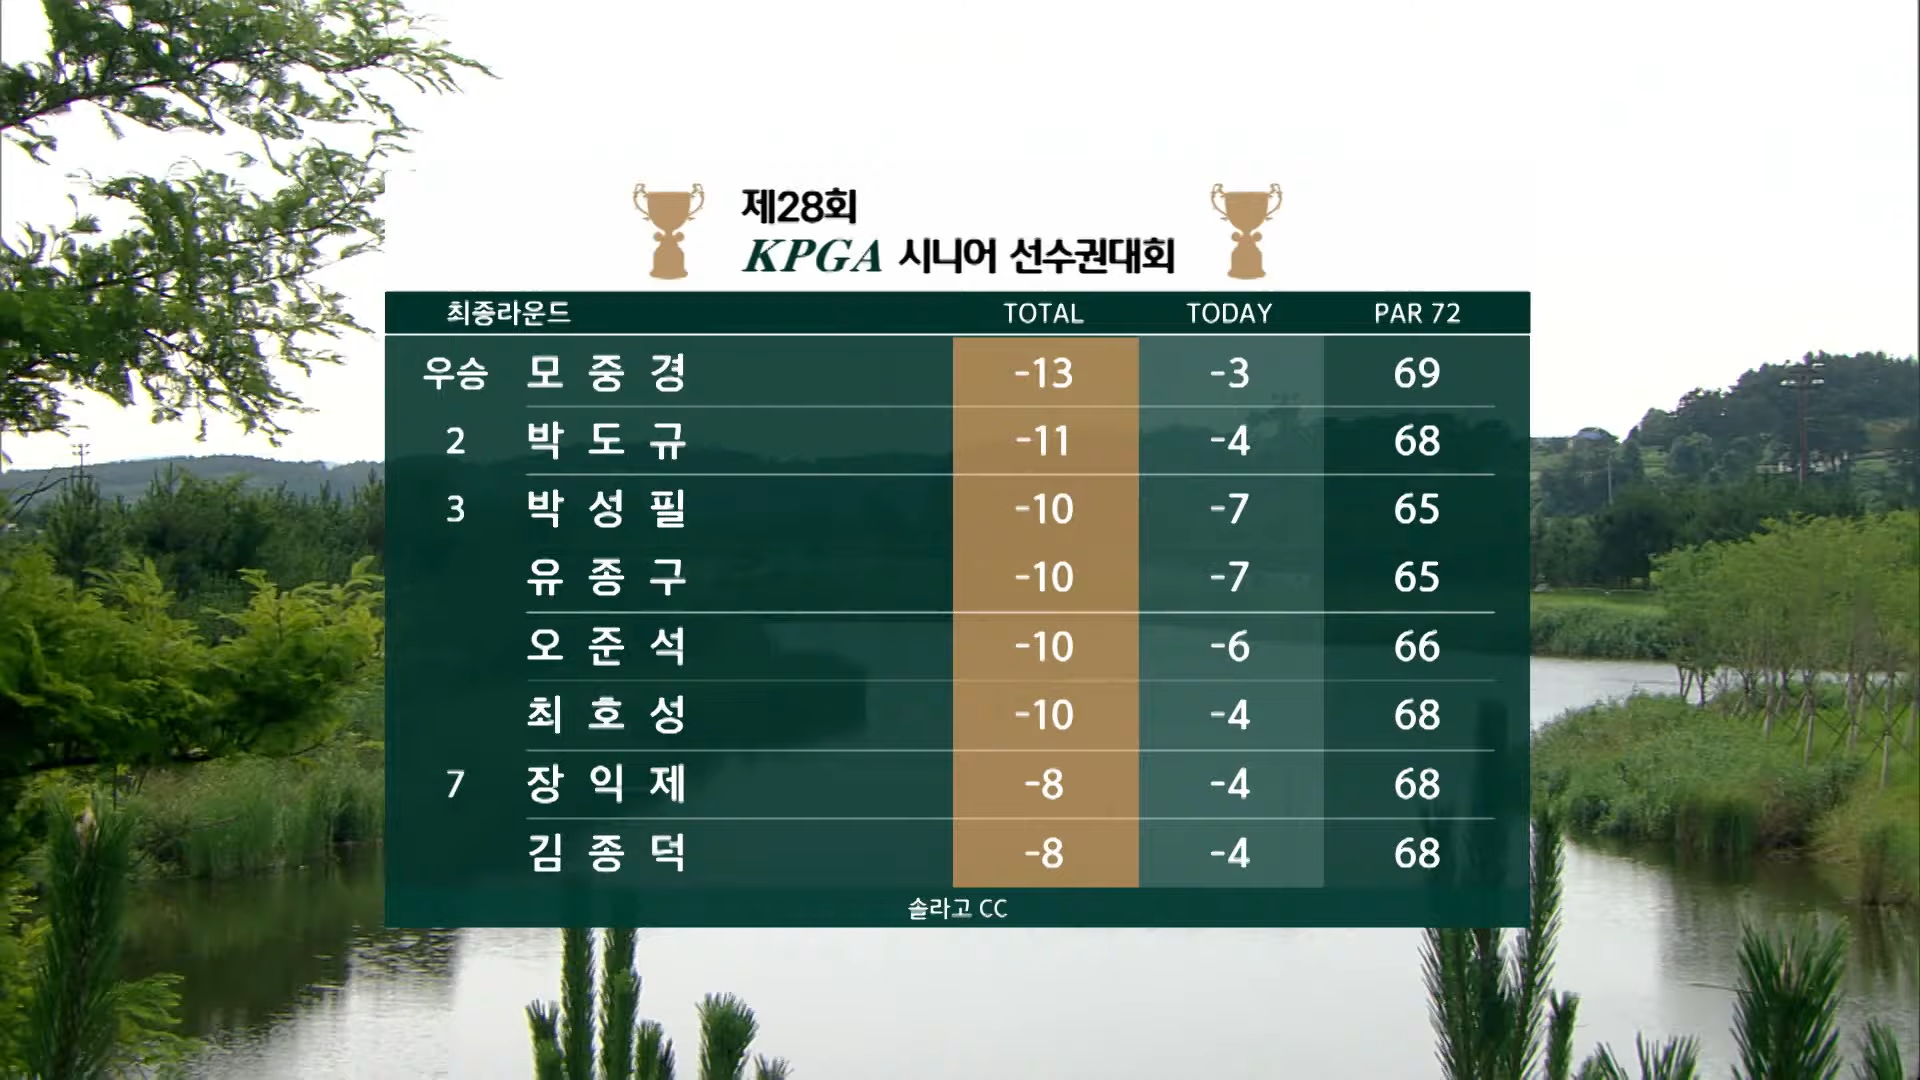 제28회
KPGA 시니어 선수권대회
최종라운드 TOTAL TODAY PAR 72
우승 모중경 -13 -3 69
2 박도규 -11 -4 68
3 박성필 -10 -7 65
유종구 -10 -7 65
오준석 -10 -6 66
최호성 -10 -4 68
7 장익제 -8 -4 68
김종덕 -8 -4 68
솔라고 CC